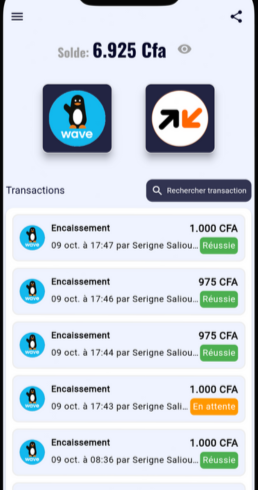 Solde: 6.925 Cfa
wave
Transactions
Rechercher transaction
Encaissement 1.000 CFA
wave
09 oct. à 17:47 par Serigne Saliou... Réussie
Encaissement 975 CFA
wave
09 oct. à 17:46 par Serigne Saliou... Réussie
Encaissement 975 CFA
wave
09 oct. à 17:44 par Serigne Saliou... Réussie
Encaissement 1.000 CFA
wave
09 oct. à 17:43 par Serigne Sali... En attente
Encaissement 1.000 CFA
wave
09 oct. à 08:36 par Serigne Saliou... Réussie